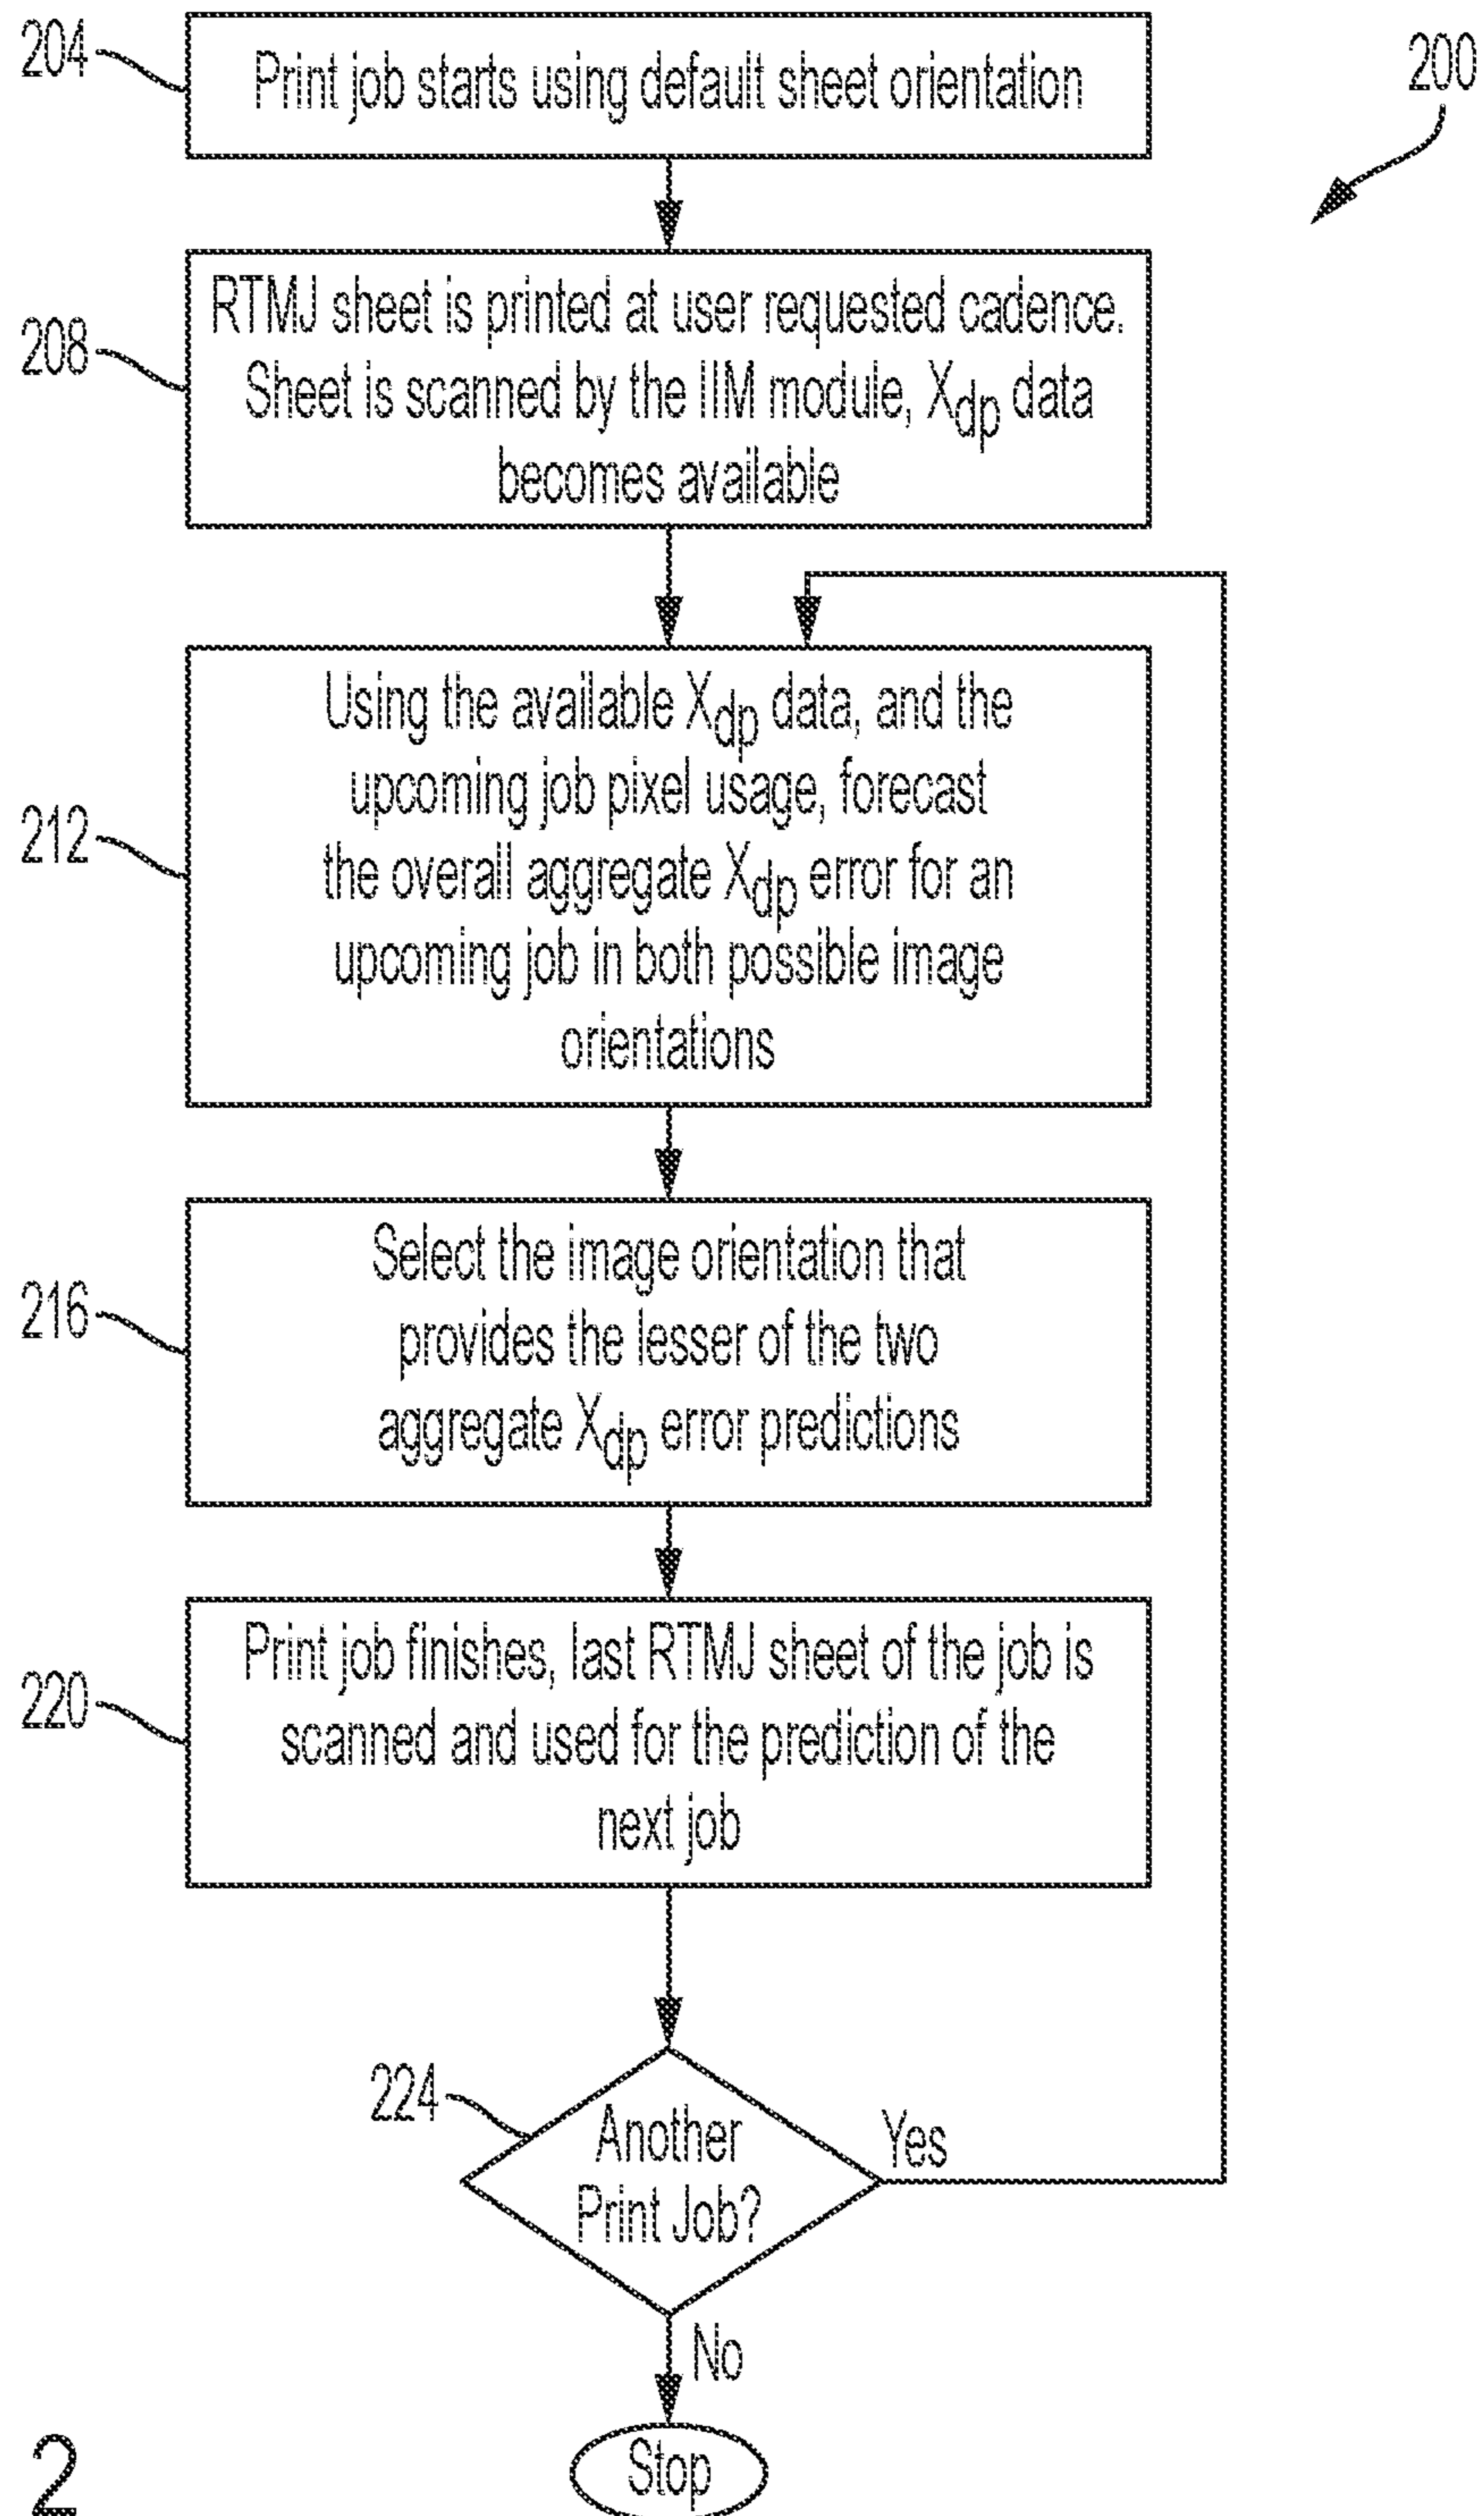 204
Print job starts using default sheet orientation
200
208
RTMJ sheet is printed at user requested cadence.
Sheet is scanned by the IIM module, Xdp data
becomes available
212
Using the available Xdp data, and the
upcoming job pixel usage, forecast
the overall aggregate Xdp error for an
upcoming job in both possible image
orientations
216
Select the image orientation that
provides the lesser of the two
aggregate Xdp error predictions
220
Print job finishes, last RTMJ sheet of the job is
scanned and used for the prediction of the
next job
224
Another
Print Job?
Yes
No
Stop
2